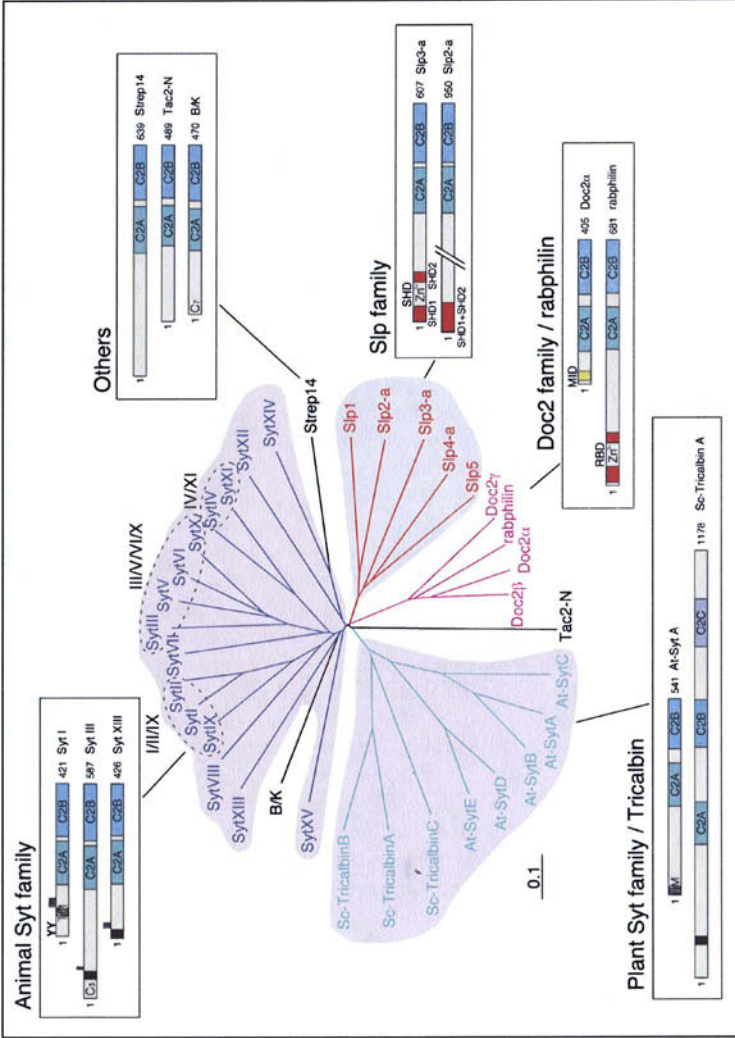 Animal Syt family
YY
1 421 Syt I
C2A C2B
1 587 Syt III
C3 C2A C2B
1 426 Syt XIII
C2A C2B
Others
1 639 Strep14
C2A C2B
1 489 Tac2-N
C2A C2B
1 470 B/K
C7 C2A C2B
I/II/IX
III/V/VI/X
IV/XI
SytXIII
SytVIII
SytIX
SytI
SytII
SytVI
SytIII
SytV
SytVI
SytX
SytIV
SytXI
SytXII
SytXIV
B/K
SytXV
Strep14
Slp1
Slp2-a
Slp3-a
Slp4-a
Slp5
Doc2γ
rabphilin
Doc2α
Doc2β
Tac2-N
Sc-TricalbinB
Sc-TricalbinA
Sc-TricalbinC
At-SytE
At-SytD
At-SytB
At-SytA
At-SytC
0.1
Slp family
SHD
1 607 Slp3-a
Zn C2A C2B
SHD1 SHD2
1 950 Slp2-a
C2A C2B
SHD1+SHD2
Doc2 family / rabphilin
MID
1 405 Doc2α
C2A C2B
RBD
1 681 rabphilin
Zn C2A C2B
Plant Syt family / Tricalbin
1 541 At-Syt A
C2A C2B
1 1178 Sc-Tricalbin A
C2A C2B C2C